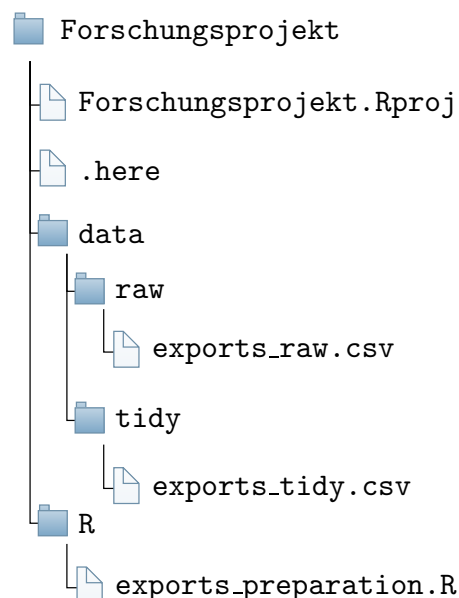 Forschungsprojekt
Forschungsprojekt.Rproj
.here
data
raw
exports_raw.csv
tidy
exports_tidy.csv
R
exports_preparation.R